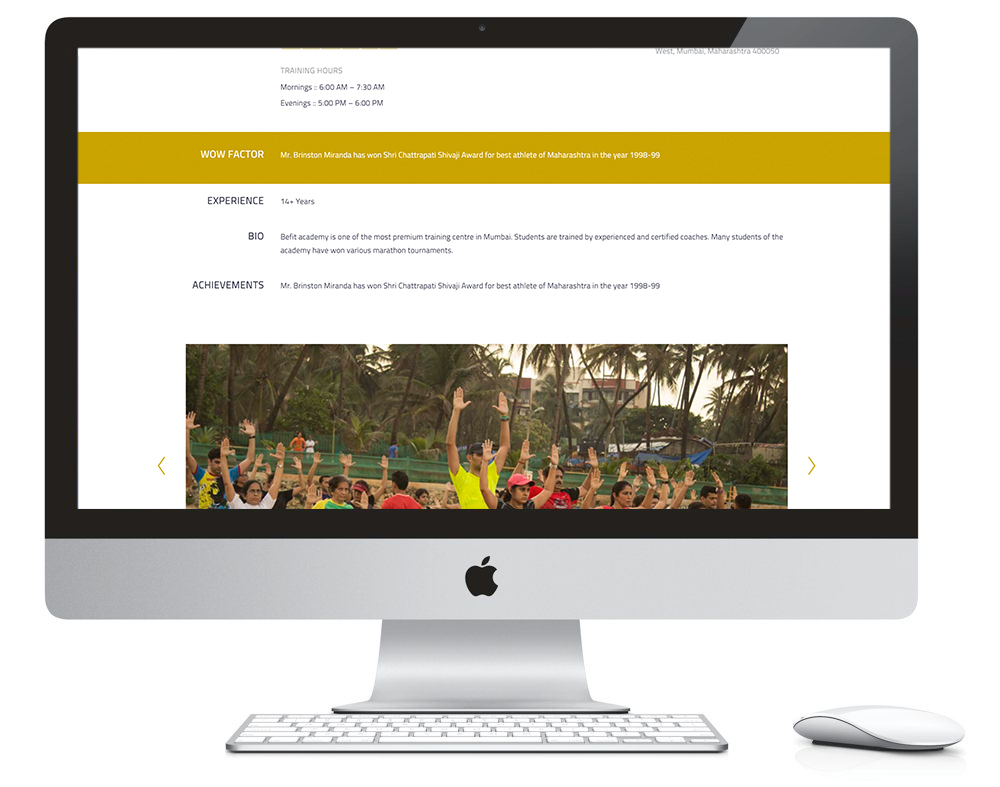 West, Mumbai, Maharashtra 400050
TRAINING HOURS
Mornings :: 6:00 AM – 7:30 AM
Evenings :: 5:00 PM – 6:00 PM
WOW FACTOR
Mr. Brinston Miranda has won Shri Chattrapati Shivaji Award for best athlete of Maharashtra in the year 1998-99
EXPERIENCE
14+ Years
BIO
Befit academy is one of the most premium training centre in Mumbai. Students are trained by experienced and certified coaches. Many students of the
academy have won various marathon tournaments.
ACHIEVEMENTS
Mr. Brinston Miranda has won Shri Chattrapati Shivaji Award for best athlete of Maharashtra in the year 1998-99